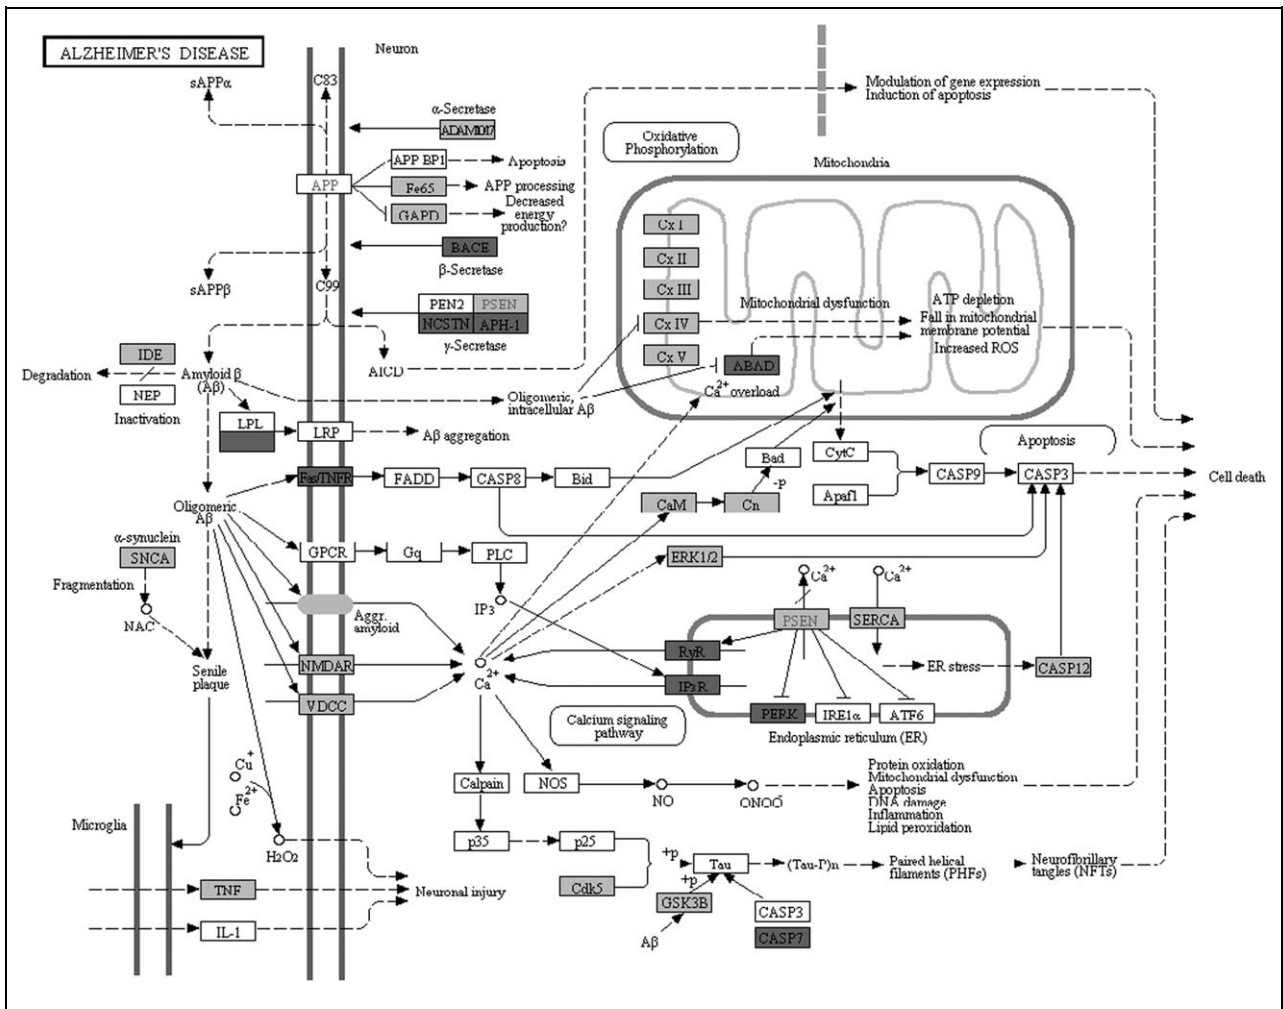 ALZHEIMER'S DISEASE
Neuron
sAPPα
C83
α-Secretase
Modulation of gene expression
Induction of apoptosis
Oxidative
Phosphorylation
Mitochondria
APP BP1
Apoptosis
APP
Fe65
APP processing
GAPD
Decreased
energy
production?
BACE
β-Secretase
sAPPβ
C99
PEN2
PSEN
NCSTN
APH-1
γ-Secretase
Cx I
Cx II
Cx III
Cx IV
Cx V
Mitochondrial dysfunction
ATP depletion
Fall in mitochondrial
membrane potential
Increased ROS
ABAD
Ca2+ overload
IDE
Degradation
NEP
Inactivation
Amyloid β
(Aβ)
AICD
Oligomeric,
intracellular Aβ
LPL
LRP
Aβ aggregation
Bad
-p
CytC
Apoptosis
Fas/TNFR
FADD
CASP8
Bid
CASP9
CASP3
Cell death
CaM
Cn
Apaf1
Oligomeric
Aβ
α-synuclein
SNCA
GPCR
Gq
PLC
ERK1/2
Fragmentation
NAC
IP3
Ca2+
Ca2+
Aggr.
amyloid
PSEN
SERCA
Senile
plaque
NMDAR
Ca2+
RyR
ER stress
CASP12
VDCC
IP3R
PERK
IRE1α
ATF6
Endoplasmic reticulum (ER)
Calcium signaling
pathway
Cu+
Fe2+
Calpain
NOS
NO
ONOO-
Protein oxidation
Mitochondrial dysfunction
Apoptosis
DNA damage
Inflammation
Lipid peroxidation
Microglia
H2O2
p35
p25
+p
Tau
Paired helical
filaments (PHFs)
Neurofibrillary
tangles (NFTs)
TNF
Neuronal injury
Cdk5
+p
GSK3B
IL-1
Aβ
CASP3
CASP7